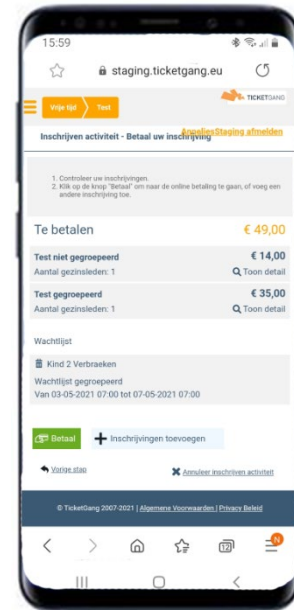 15:59
staging.ticketgang.eu
Vrije tijd
Test
TICKETGANG
AnneliesStaging afmelden
Inschrijven activiteit - Betaal uw inschrijving
1. Controleer uw inschrijvingen.
2. Klik op de knop "Betaal" om naar de online betaling te gaan, of voeg een
andere inschrijving toe.
Te betalen € 49,00
Test niet gegroepeerd € 14,00
Aantal gezinsleden: 1 Toon detail
Test gegroepeerd € 35,00
Aantal gezinsleden: 1 Toon detail
Wachtlijst
Kind 2 Verbraeken
Wachtlijst gegroepeerd
Van 03-05-2021 07:00 tot 07-05-2021 07:00
Betaal
Inschrijvingen toevoegen
Vorige stap
Annuleer inschrijven activiteit
© TicketGang 2007-2021 | Algemene Voorwaarden | Privacy Beleid
12
N